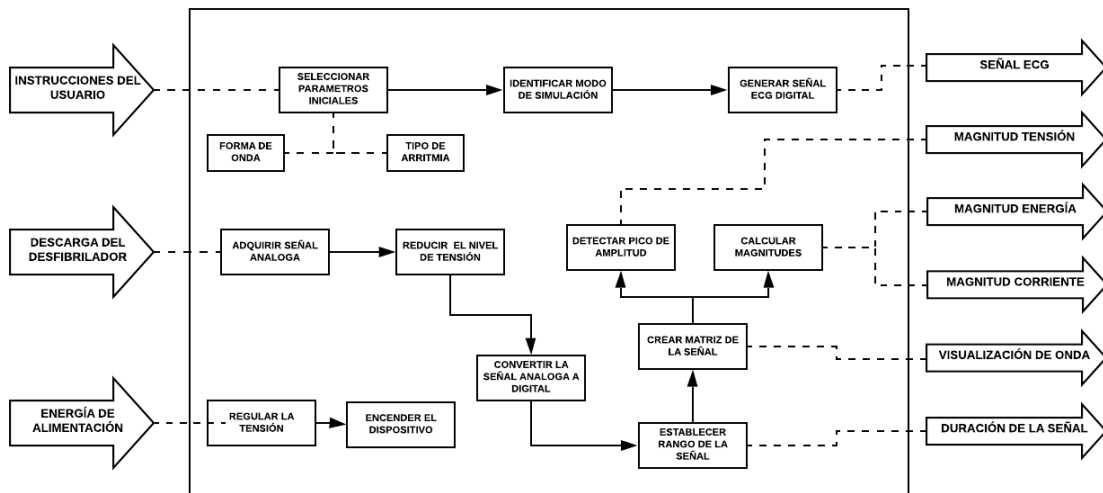 INSTRUCCIONES DEL
USUARIO
SELECCIONAR
PARAMETROS
INICIALES
IDENTIFICAR MODO
DE SIMULACIÓN
GENERAR SEÑAL
ECG DIGITAL
SEÑAL ECG
FORMA DE
ONDA
TIPO DE
ARRITMIA
MAGNITUD TENSIÓN
MAGNITUD ENERGÍA
DESCARGA DEL
DESFIBRILADOR
ADQUIRIR SEÑAL
ANALOGA
REDUCIR EL NIVEL
DE TENSIÓN
DETECTAR PICO DE
AMPLITUD
CALCULAR
MAGNITUDES
MAGNITUD CORRIENTE
CREAR MATRIZ DE
LA SEÑAL
VISUALIZACIÓN DE ONDA
CONVERTIR LA
SEÑAL ANALOGA A
DIGITAL
ENERGÍA DE
ALIMENTACIÓN
REGULAR LA
TENSIÓN
ENCENDER EL
DISPOSITIVO
ESTABLECER
RANGO DE LA
SEÑAL
DURACIÓN DE LA SEÑAL